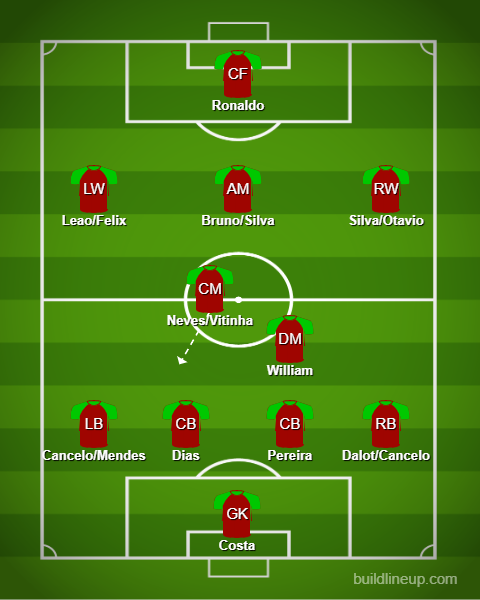 CF
Ronaldo
LW
AM
RW
Leao/Felix
Bruno/Silva
Silva/Otavio
CM
Neves/Vitinha
DM
William
LB
CB
CB
RB
Cancelo/Mendes
Dias
Pereira
Dalot/Cancelo
GK
Costa
buildlineup.com